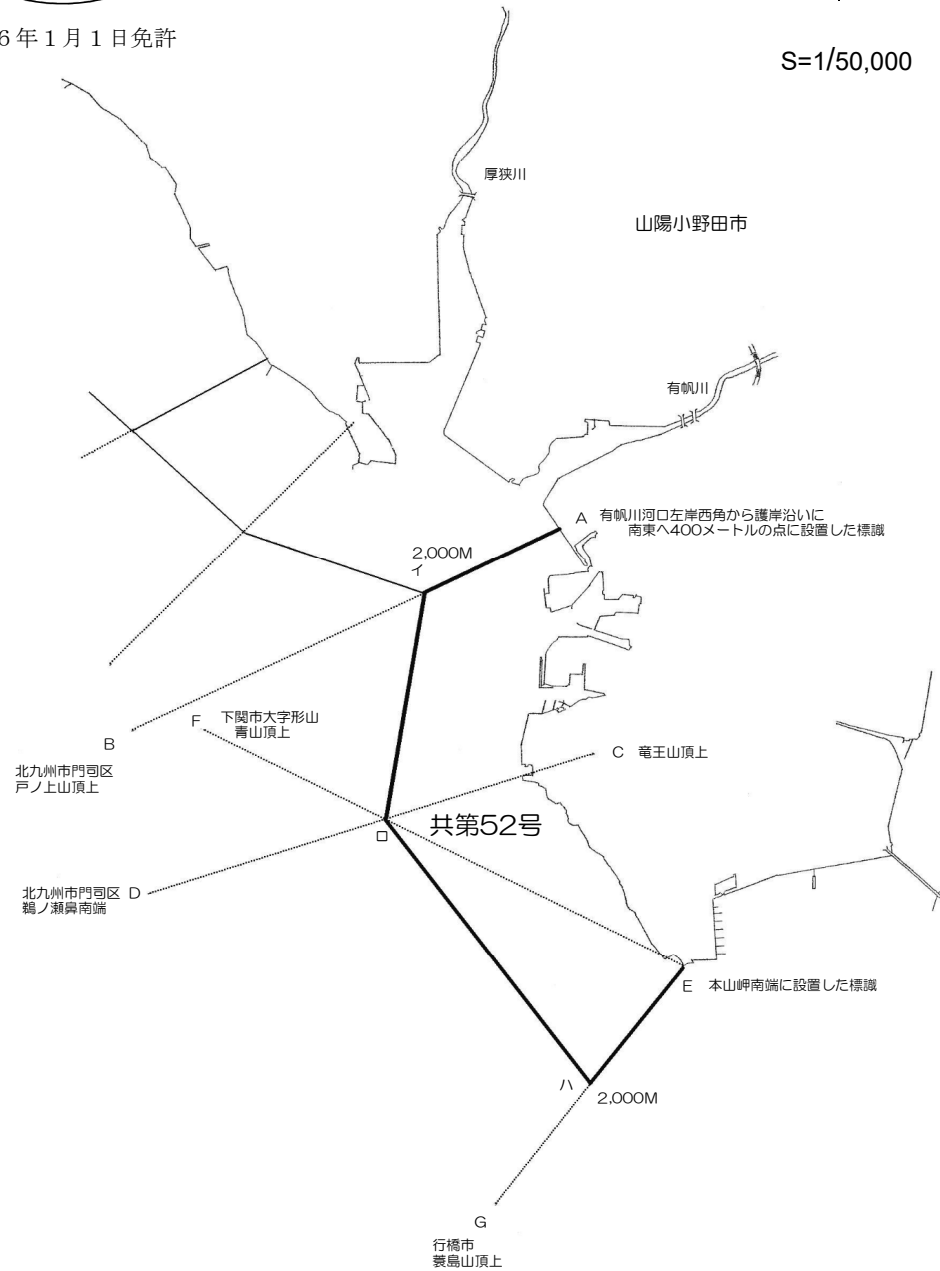 6年1月1日免許
S=1/50,000
厚狭川
山陽小野田市
有帆川
A 有帆川河口左岸西角から護岸沿いに
南東へ400メートルの点に設置した標識
2,000M
イ
B
北九州市門司区
戸ノ上山頂上
F 下関市大字形山
青山頂上
C 竜王山頂上
共第52号
ロ
北九州市門司区 D
鵜ノ瀬鼻南端
E 本山岬南端に設置した標識
ハ
2,000M
G
行橋市
蓑島山頂上